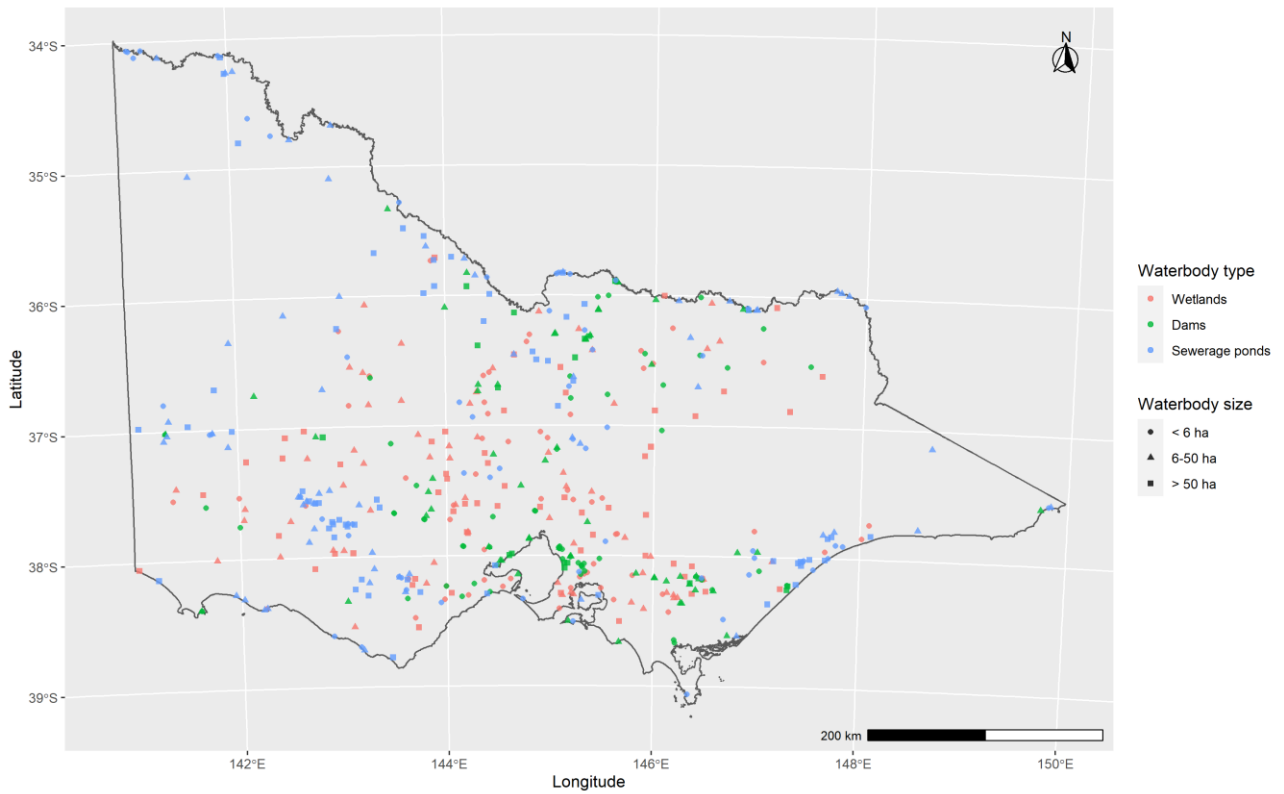 N
34°S
35°S
36°S
37°S
38°S
39°S
Latitude
Waterbody type
Wetlands
Dams
Sewerage ponds
Waterbody size
< 6 ha
6-50 ha
> 50 ha
200 km
142°E
144°E
146°E
148°E
150°E
Longitude